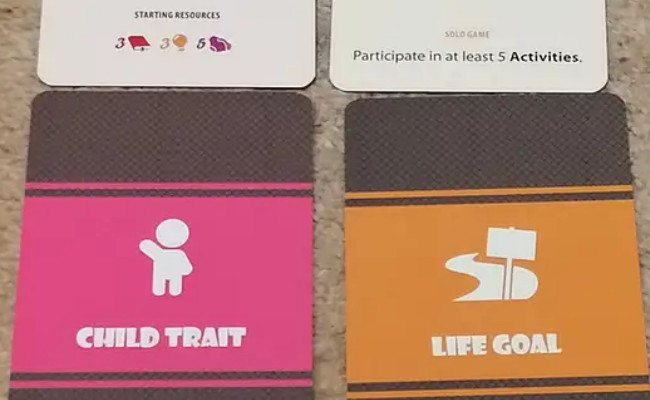 STARTING RESOURCES
3 3 5
SOLO GAME
Participate in at least 5 Activities.
CHILD TRAIT
LIFE GOAL